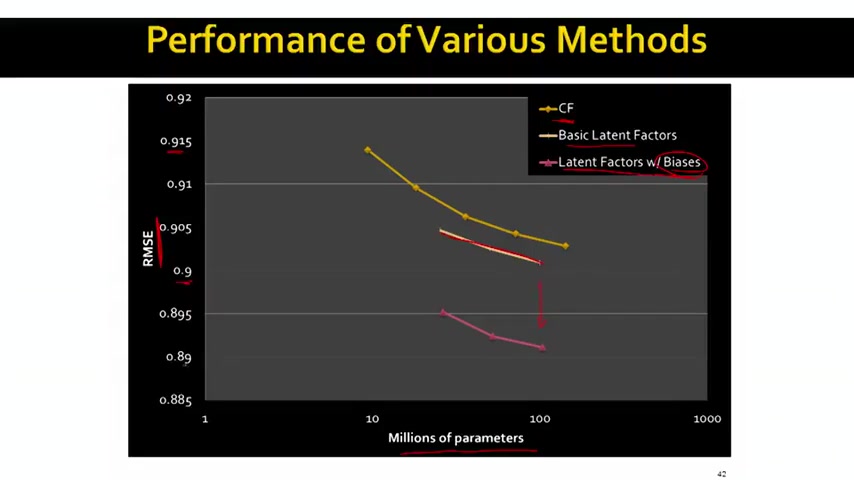 Performance of Various Methods
0.92
0.915
0.91
0.905
0.9
0.895
0.89
0.885
RMSE
CF
Basic Latent Factors
Latent Factors w/ Biases
1 10 100 1000
Millions of parameters
42